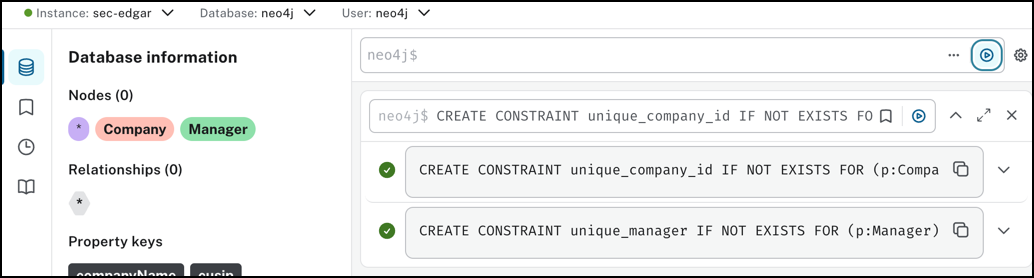 Instance: sec-edgar Database: neo4j User: neo4j
Database information
Nodes (0)
* Company Manager
Relationships (0)
*
Property keys
companyName cusip
neo4j$
neo4j$ CREATE CONSTRAINT unique_company_id IF NOT EXISTS FO
CREATE CONSTRAINT unique_company_id IF NOT EXISTS FOR (p:Compa
CREATE CONSTRAINT unique_manager IF NOT EXISTS FOR (p:Manager)